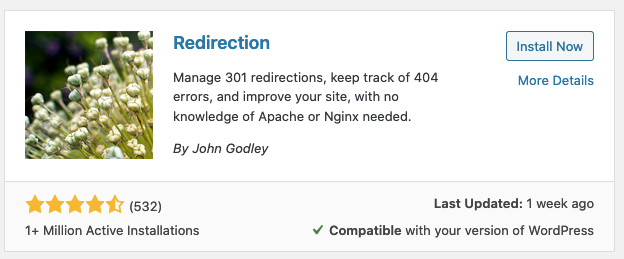 Redirection
Install Now
More Details
Manage 301 redirections, keep track of 404
errors, and improve your site, with no
knowledge of Apache or Nginx needed.
By John Godley
(532)
Last Updated: 1 week ago
1+ Million Active Installations
Compatible with your version of WordPress